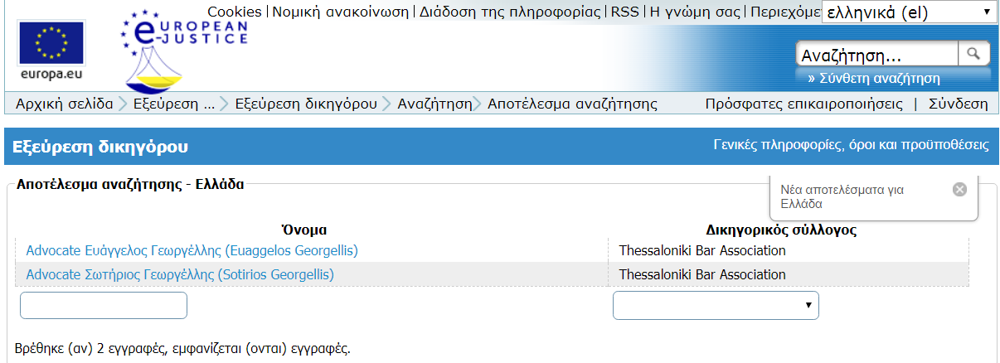 Cookies | Νομική ανακοίνωση | Διάδοση της πληροφορίας | RSS | Η γνώμη σας | Περιεχόμε ελληνικά (el)
EUROPEAN
e-JUSTICE
europa.eu
Αναζήτηση...
» Σύνθετη αναζήτηση
Αρχική σελίδα Εξεύρεση ... Εξεύρεση δικηγόρου Αναζήτηση Αποτέλεσμα αναζήτησης Πρόσφατες επικαιροποιήσεις | Σύνδεση
Εξεύρεση δικηγόρου Γενικές πληροφορίες, όροι και προϋποθέσεις
Αποτέλεσμα αναζήτησης - Ελλάδα
Νέα αποτελέσματα για
Ελλάδα
Όνομα Δικηγορικός σύλλογος
Advocate Ευάγγελος Γεωργέλλης (Euaggelos Georgellis) Thessaloniki Bar Association
Advocate Σωτήριος Γεωργέλλης (Sotirios Georgellis) Thessaloniki Bar Association
Βρέθηκε (αν) 2 εγγραφές, εμφανίζεται (ονται) εγγραφές.